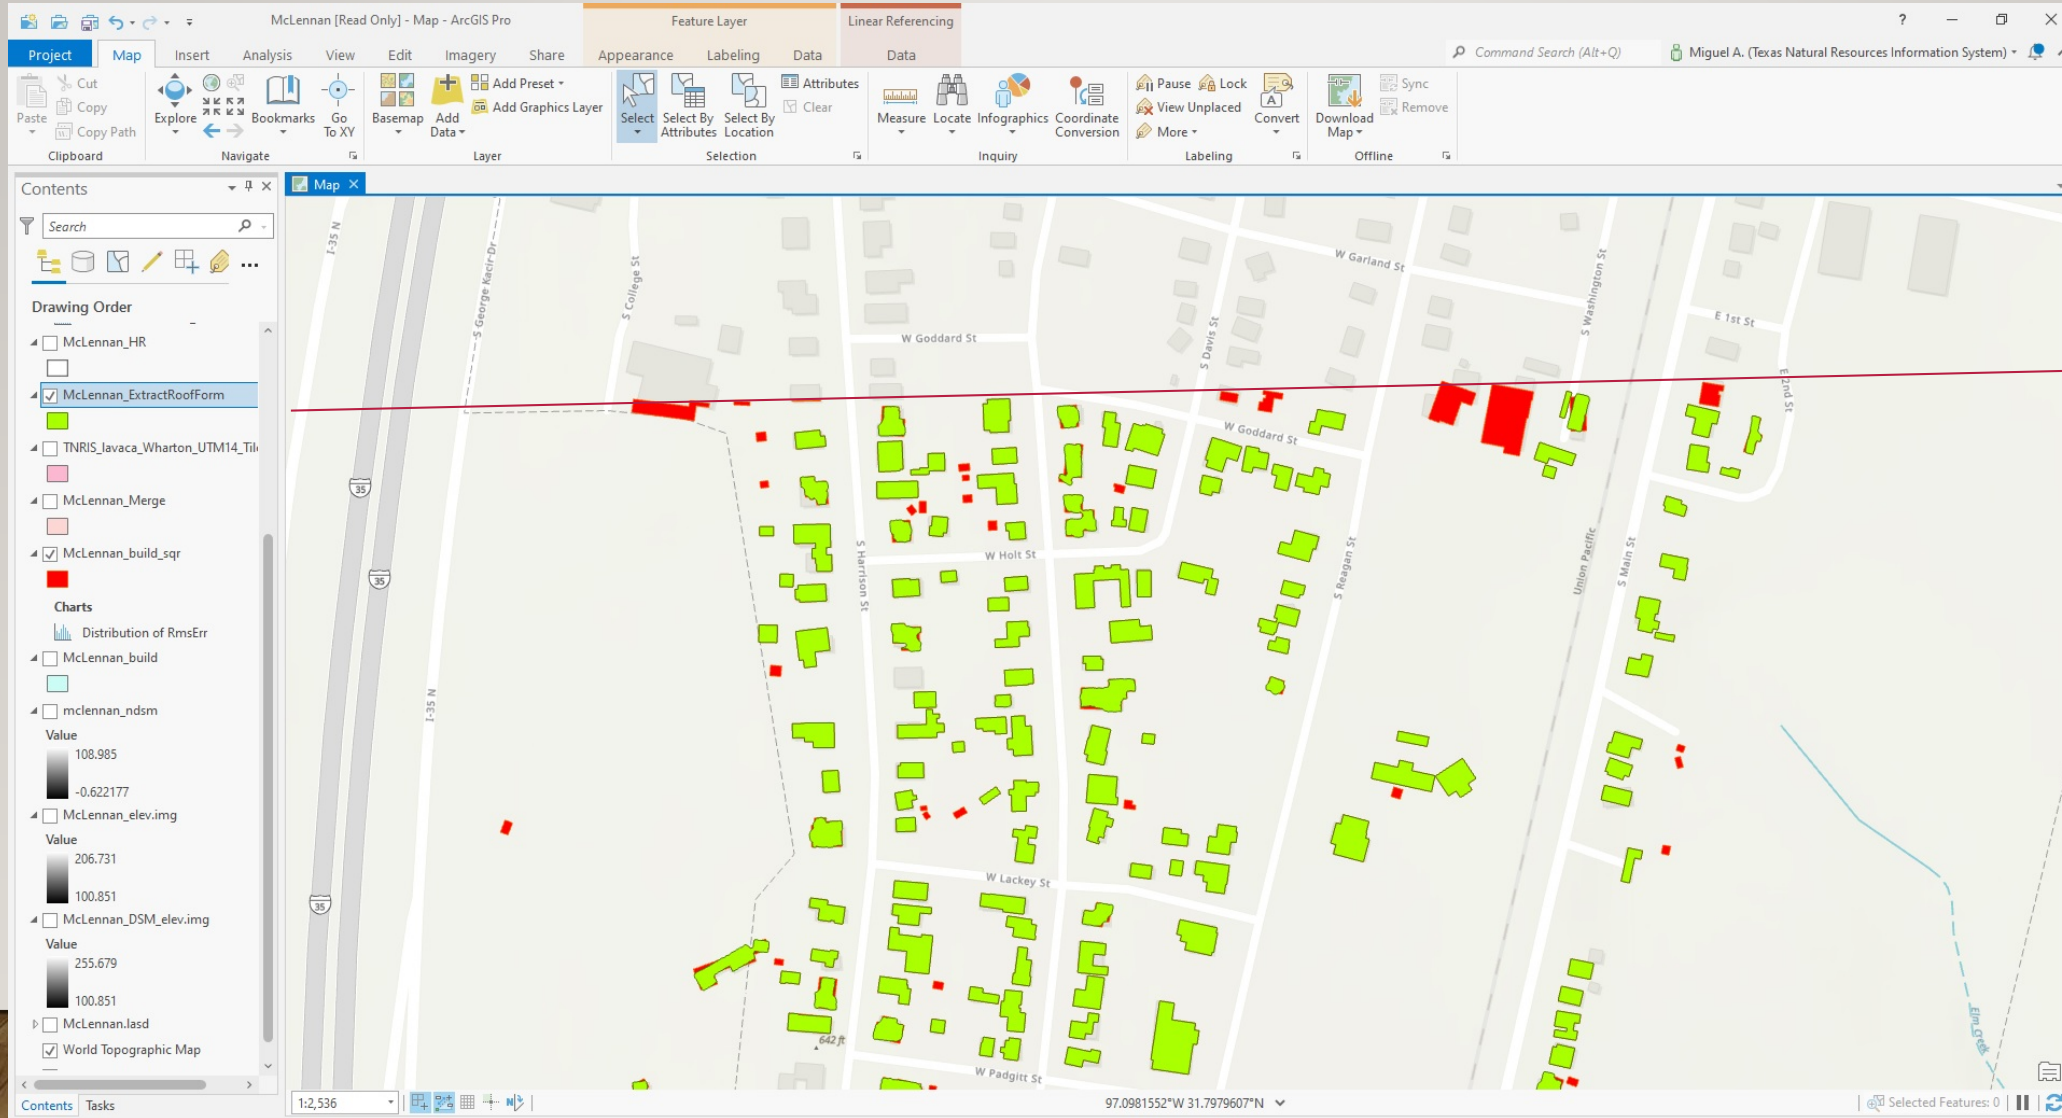 McLennan [Read Only] - Map - ArcGIS Pro
Feature Layer
Linear Referencing
?
Project
Map
Insert
Analysis
View
Edit
Imagery
Share
Appearance
Labeling
Data
Data
Command Search (Alt+Q)
Miguel A. (Texas Natural Resources Information System)
Paste
Cut
Copy
Copy Path
Clipboard
Explore
Bookmarks
Go
To XY
Navigate
Basemap
Add
Data
Add Preset
Add Graphics Layer
Layer
Select
Select By
Attributes
Select By
Location
Attributes
Clear
Selection
Measure
Locate
Infographics
Coordinate
Conversion
Inquiry
Pause
Lock
View Unplaced
More
Convert
Labeling
Download
Map
Sync
Remove
Offline
Contents
Search
Drawing Order
McLennan_HR
McLennan_ExtractRoofForm
TNRIS_lavaca_Wharton_UTM14_Til
McLennan_Merge
McLennan_build_sqr
Charts
Distribution of RmsErr
McLennan_build
mclennan_ndsm
Value
108.985
-0.622177
McLennan_elev.img
Value
206.731
100.851
McLennan_DSM_elev.img
Value
255.679
100.851
McLennan.lasd
World Topographic Map
Contents
Tasks
Map
I-35 N
S George Kacir Dr
S College St
W Goddard St
S Davis St
W Garland St
S Washington St
E 1st St
E 2nd St
W Goddard St
35
35
35
I-35 N
S Harrison St
W Holt St
S Reagan St
Union Pacific
S Main St
W Lackey St
642 ft
W Padgitt St
Elm Creek
1:2,536
97.0981552°W 31.7979607°N
Selected Features: 0